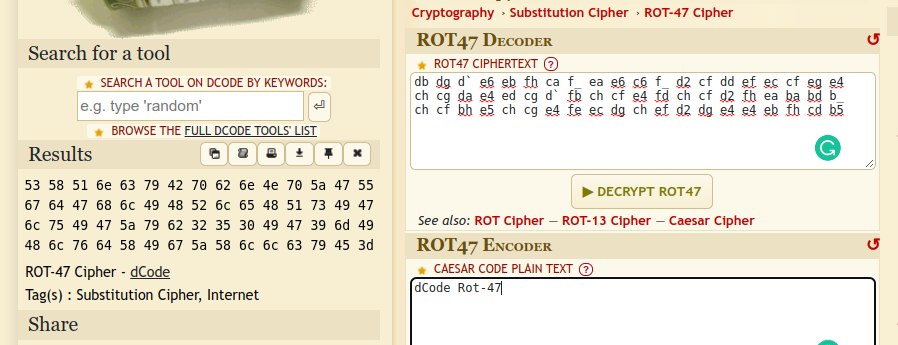 Search for a tool
SEARCH A TOOL ON DCODE BY KEYWORDS:
e.g. type 'random'
BROWSE THE FULL DCODE TOOLS' LIST
Results
53 58 51 6e 63 79 42 70 62 6e 4e 70 5a 47 55
67 64 47 68 6c 49 48 52 6c 65 48 51 73 49 47
6c 75 49 47 5a 79 62 32 35 30 49 47 39 6d 49
48 6c 76 64 58 49 67 5a 58 6c 6c 63 79 45 3d
ROT-47 Cipher - dCode
Tag(s) : Substitution Cipher, Internet
Share
Cryptography › Substitution Cipher › ROT-47 Cipher
ROT47 Decoder
ROT47 CIPHERTEXT ?
db dg d` e6 eb fh ca f_ ea e6 c6 f_ d2 cf dd ef ec cf eg e4
ch cg da e4 ed cg d` fb ch cf e4 fd ch cf d2 fh ea ba bd b_
ch cf bh e5 ch cg e4 fe ec dg ch ef d2 dg e4 e4 eb fh cd b5
▶ DECRYPT ROT47
See also: ROT Cipher — ROT-13 Cipher — Caesar Cipher
ROT47 Encoder
CAESAR CODE PLAIN TEXT ?
dCode Rot-47